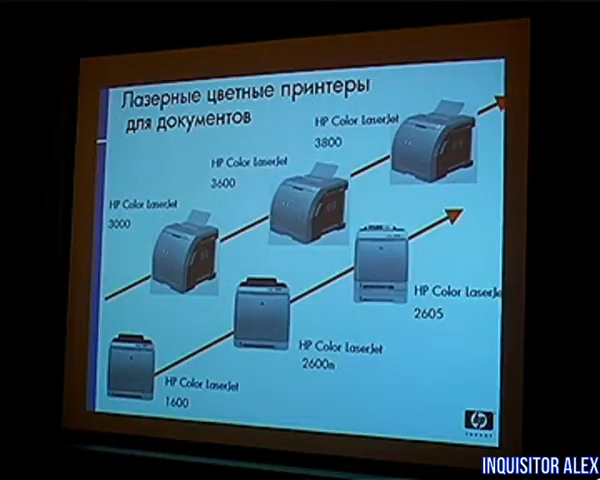 Лазерные цветные принтеры
для документов
HP Color LaserJet
3800
HP Color LaserJet
3600
HP Color LaserJet
3000
HP Color LaserJe
2605
HP Color LaserJet
2600n
HP Color LaserJet
1600
hp
INQUISITOR ALEX